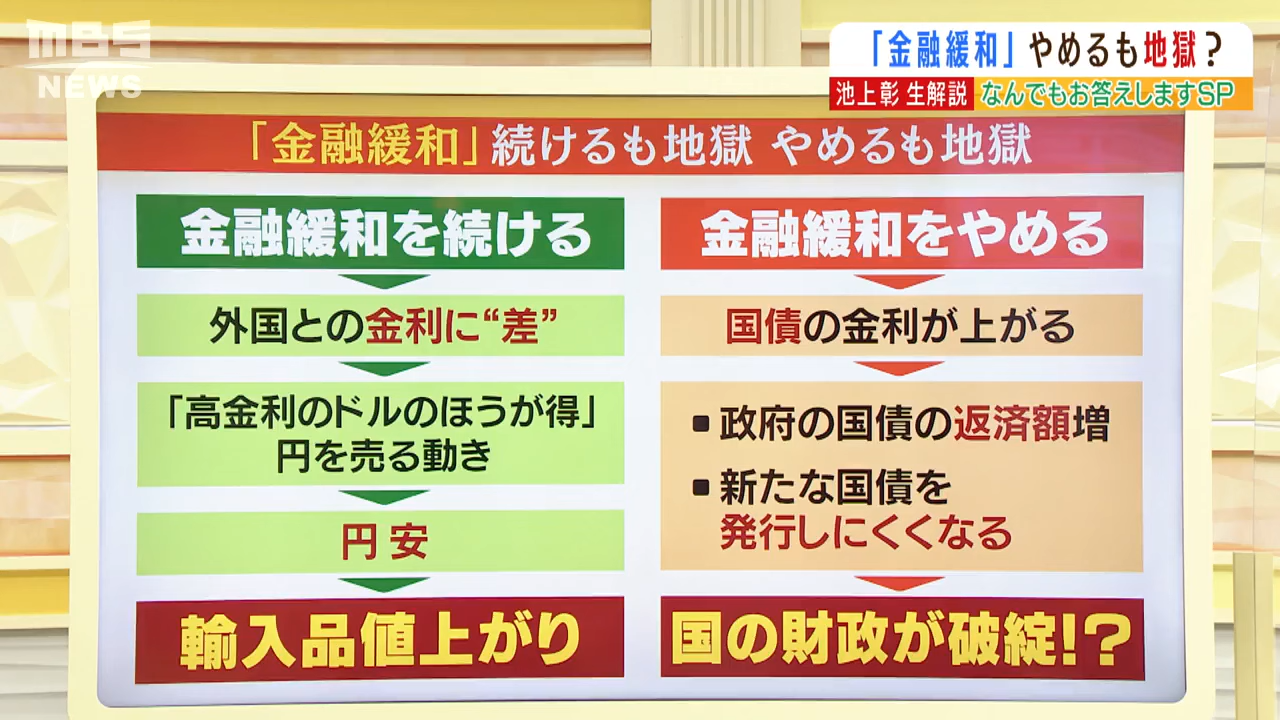 MBS
NEWS
「金融緩和」やめるも地獄?
池上彰 生解説 なんでもお答えしますSP
「金融緩和」続けるも地獄 やめるも地獄
金融緩和を続ける
外国との金利に“差”
「高金利のドルのほうが得」
円を売る動き
円安
輸入品値上がり
金融緩和をやめる
国債の金利が上がる
■政府の国債の返済額増
■新たな国債を
発行しにくくなる
国の財政が破綻!?